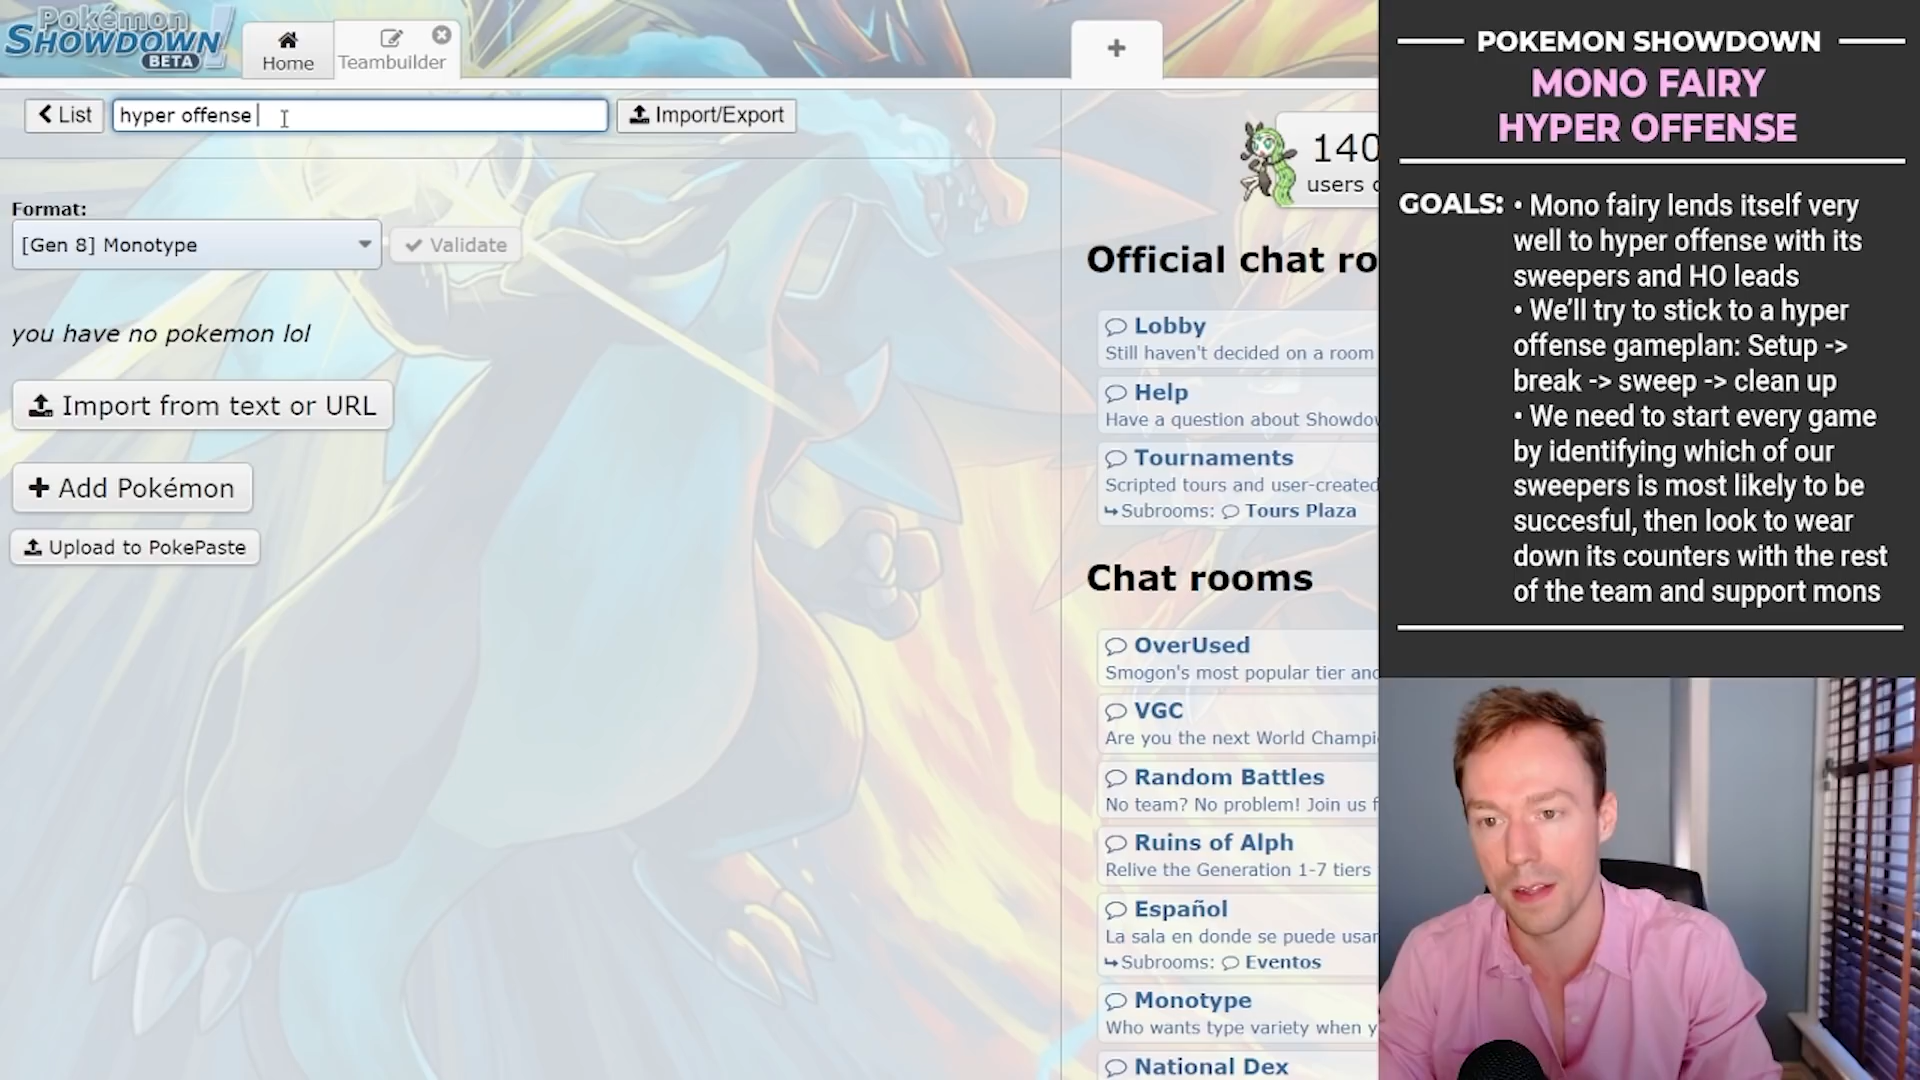 Pokémon
SHOWDOWN!
BETA
Home
Teambuilder
+
List
hyper offense
Import/Export
Format:
[Gen 8] Monotype
Validate
you have no pokemon lol
Import from text or URL
+ Add Pokémon
Upload to PokePaste
140
users
Official chat ro
Lobby
Still haven't decided on a room
Help
Have a question about Showdow
Tournaments
Scripted tours and user-created
Subrooms: Tours Plaza
Chat rooms
OverUsed
Smogon's most popular tier and
VGC
Are you the next World Champi
Random Battles
No team? No problem! Join us f
Ruins of Alph
Relive the Generation 1-7 tiers
Español
La sala en donde se puede usar
Subrooms: Eventos
Monotype
Who wants type variety when y
National Dex
POKEMON SHOWDOWN
MONO FAIRY
HYPER OFFENSE
GOALS: • Mono fairy lends itself very
well to hyper offense with its
sweepers and HO leads
• We'll try to stick to a hyper
offense gameplan: Setup ->
break -> sweep -> clean up
• We need to start every game
by identifying which of our
sweepers is most likely to be
succesful, then look to wear
down its counters with the rest
of the team and support mons